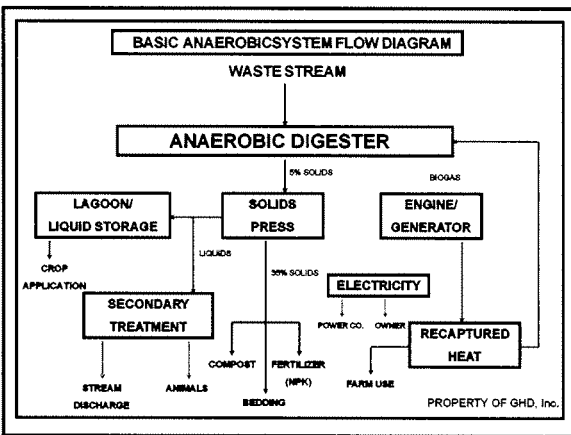 BASIC ANAEROBICSYSTEM FLOW DIAGRAM
WASTE STREAM
ANAEROBIC DIGESTER
5% SOLIDS
BIOGAS
LAGOON/
LIQUID STORAGE
SOLIDS
PRESS
ENGINE/
GENERATOR
LIQUIDS
35% SOLIDS
CROP
APPLICATION
ELECTRICITY
SECONDARY
TREATMENT
POWER CO.
OWNER
RECAPTURED
HEAT
COMPOST
FERTILIZER
(NPK)
STREAM
DISCHARGE
ANIMALS
BEDDING
FARM USE
PROPERTY OF GHD, Inc.